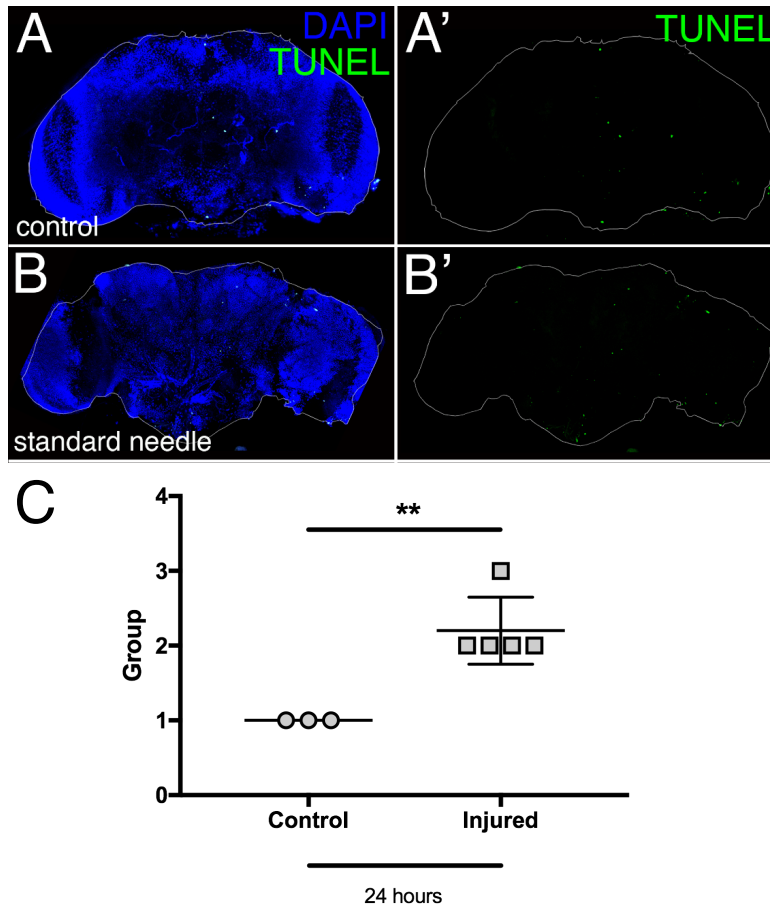 A
DAPI
TUNEL
control
A'
TUNEL
B
standard needle
B'
C
4
3
2
1
0
Group
**
Control
Injured
24 hours